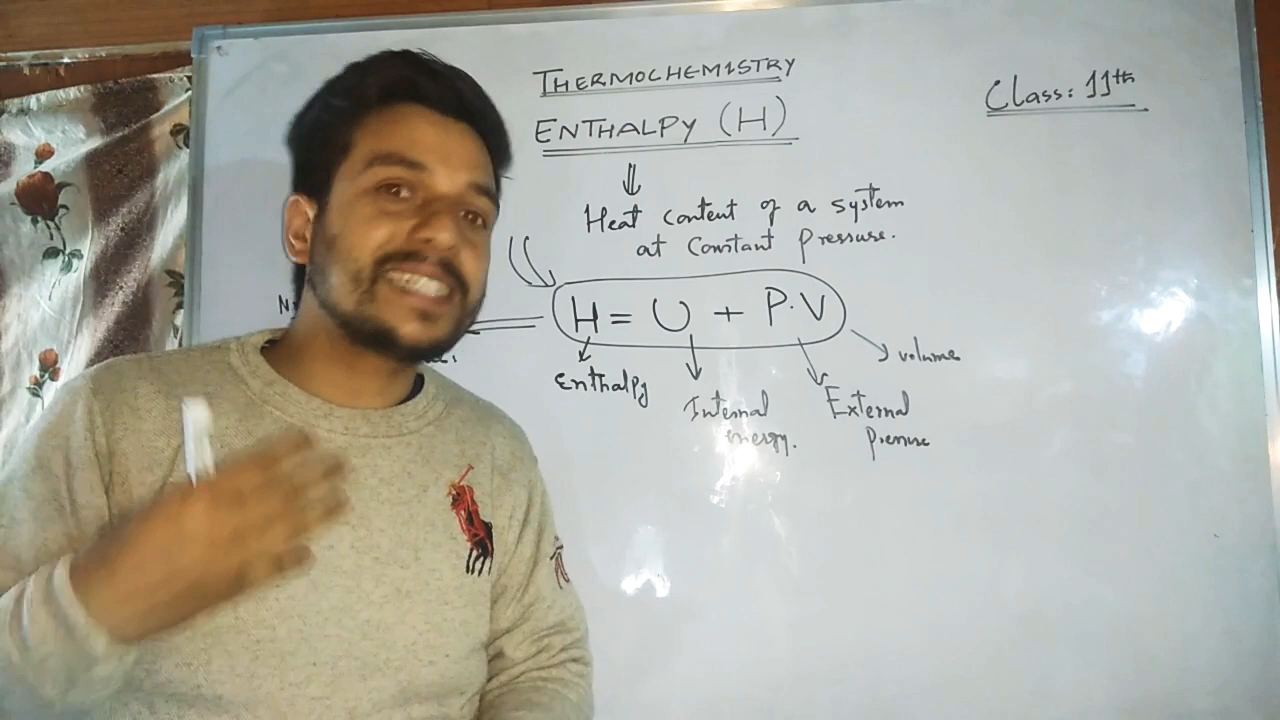 THERMOCHEMISTRY
Class: 11th
ENTHALPY (H)
⇓
Heat content of a system
at Constant Pressure.
H = U + P.V
volume
Enthalpy
Internal
energy.
External
Pressure